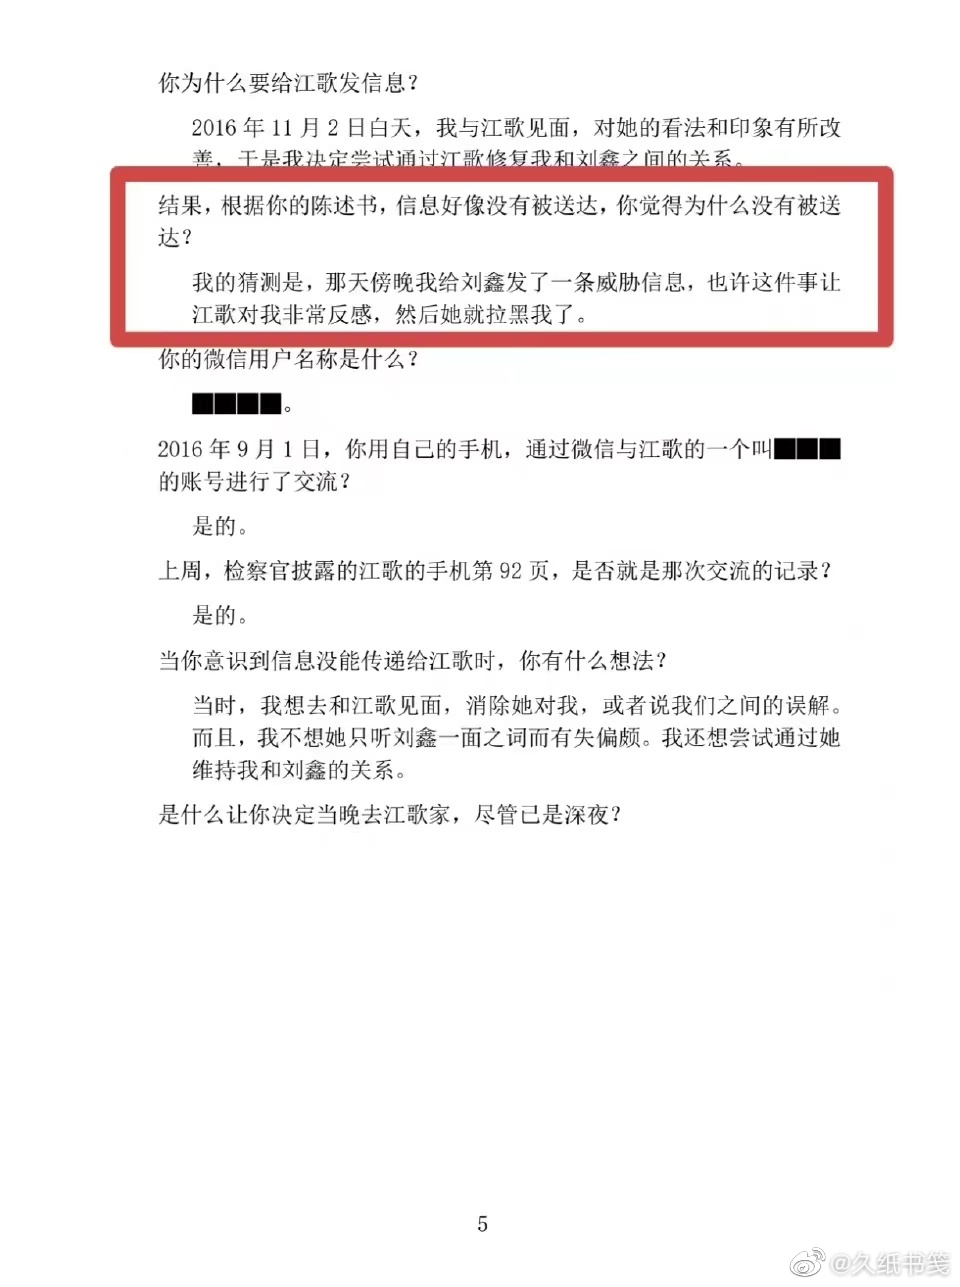 你为什么要给江歌发信息？
2016 年 11 月 2 日白天，我与江歌见面，对她的看法和印象有所改
善，于是我决定尝试通过江歌修复我和刘鑫之间的关系。
结果，根据你的陈述书，信息好像没有被送达，你觉得为什么没有被送
达？
我的猜测是，那天傍晚我给刘鑫发了一条威胁信息，也许这件事让
江歌对我非常反感，然后她就拉黑我了。
你的微信用户名称是什么？
■■■■。
2016 年 9 月 1 日，你用自己的手机，通过微信与江歌的一个叫■■■
的账号进行了交流？
是的。
上周，检察官披露的江歌的手机第 92 页，是否就是那次交流的记录？
是的。
当你意识到信息没能传递给江歌时，你有什么想法？
当时，我想去和江歌见面，消除她对我，或者说我们之间的误解。
而且，我不想她只听刘鑫一面之词而有失偏颇。我还想尝试通过她
维持我和刘鑫的关系。
是什么让你决定当晚去江歌家，尽管已是深夜？
5
@久纸书笺